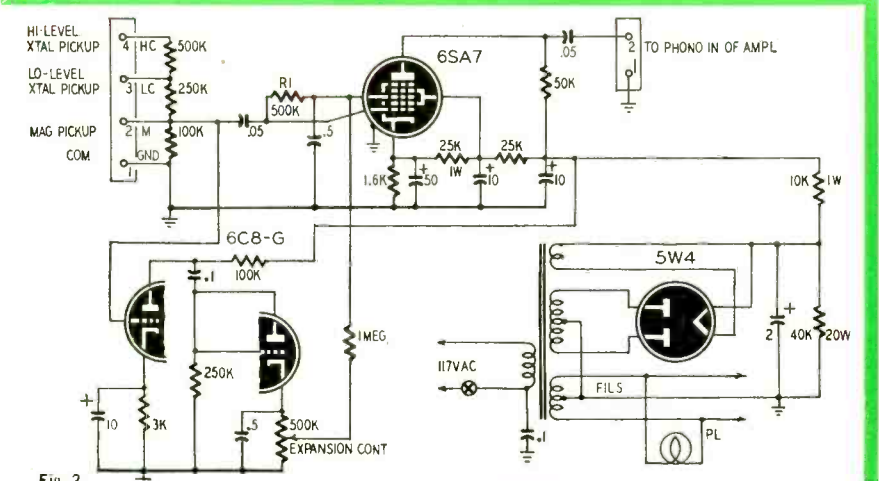 HI-LEVEL
XTAL PICKUP
4 HC
500K
LO-LEVEL
XTAL PICKUP
3 LC
250K
MAG PICKUP
2 M
100K
COM
1 GND
.05
R1
500K
.5
6SA7
.05
2
1
TO PHONO IN OF AMPL
50K
25K
1W
25K
1.6K
+
50
+
10
+
10
10K 1W
6C8-G
100K
.1
1MEG
250K
+
10
3K
.5
500K
EXPANSION CONT
117VAC
.1
5W4
FILS
PL
+
2
40K 20W
Fig. 2